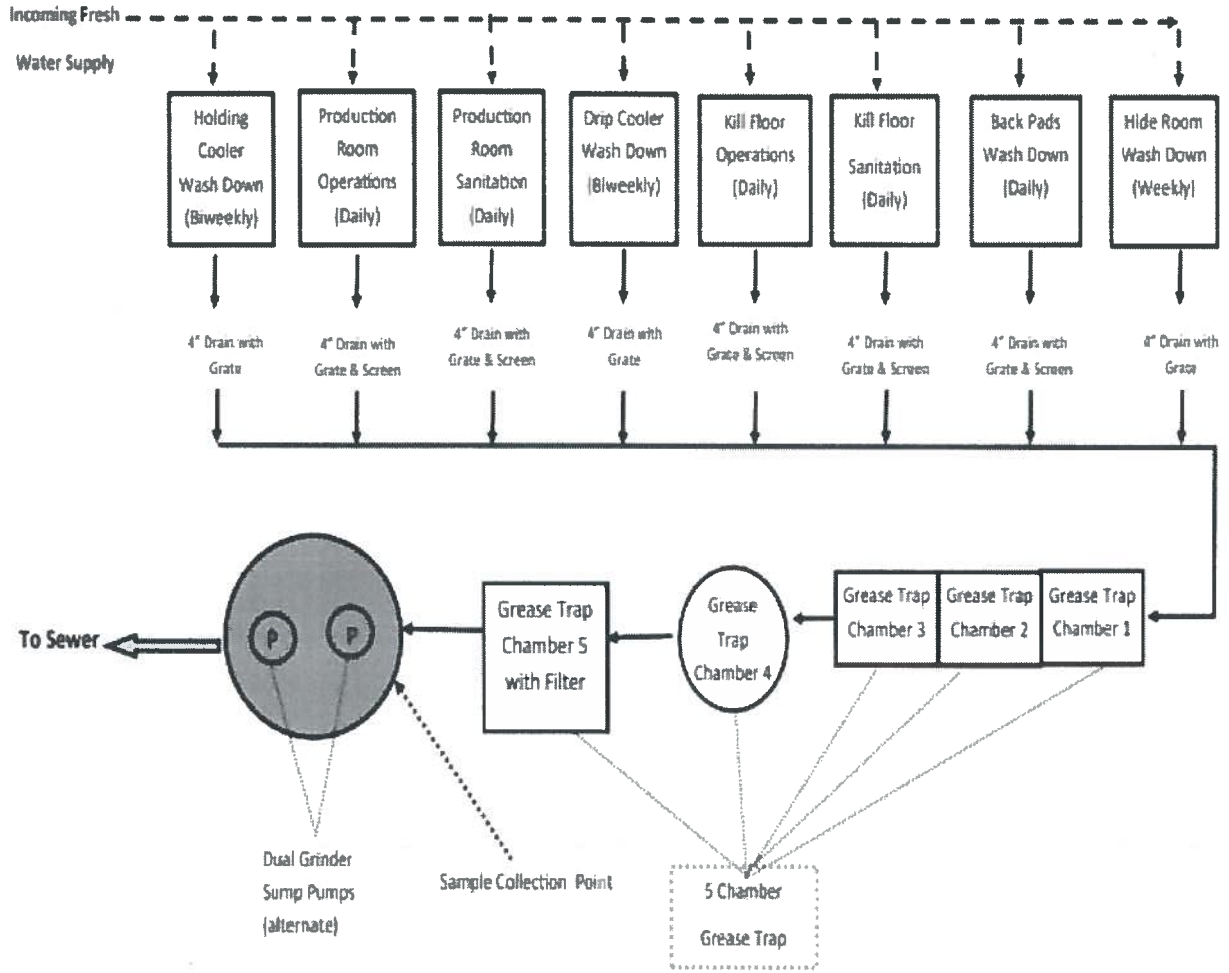 Incoming Fresh
Water Supply
Holding
Cooler
Wash Down
(Biweekly)
Production
Room
Operations
(Daily)
Production
Room
Sanitation
(Daily)
Drip Cooler
Wash Down
(Biweekly)
Kill Floor
Operations
(Daily)
Kill Floor
Sanitation
(Daily)
Back Pads
Wash Down
(Daily)
Hide Room
Wash Down
(Weekly)
4" Drain with
Grate
4" Drain with
Grate & Screen
4" Drain with
Grate & Screen
4" Drain with
Grate
4" Drain with
Grate & Screen
4" Drain with
Grate & Screen
4" Drain with
Grate & Screen
4" Drain with
Grate
To Sewer
P
P
Grease Trap
Chamber 5
with Filter
Grease
Trap
Chamber 4
Grease Trap
Chamber 3
Grease Trap
Chamber 2
Grease Trap
Chamber 1
Dual Grinder
Sump Pumps
(alternate)
Sample Collection Point
5 Chamber
Grease Trap